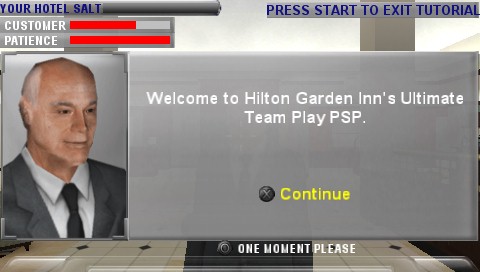 YOUR HOTEL SALT
PRESS START TO EXIT TUTORIAL
CUSTOMER
PATIENCE
Welcome to Hilton Garden Inn's Ultimate
Team Play PSP.
Continue
ONE MOMENT PLEASE